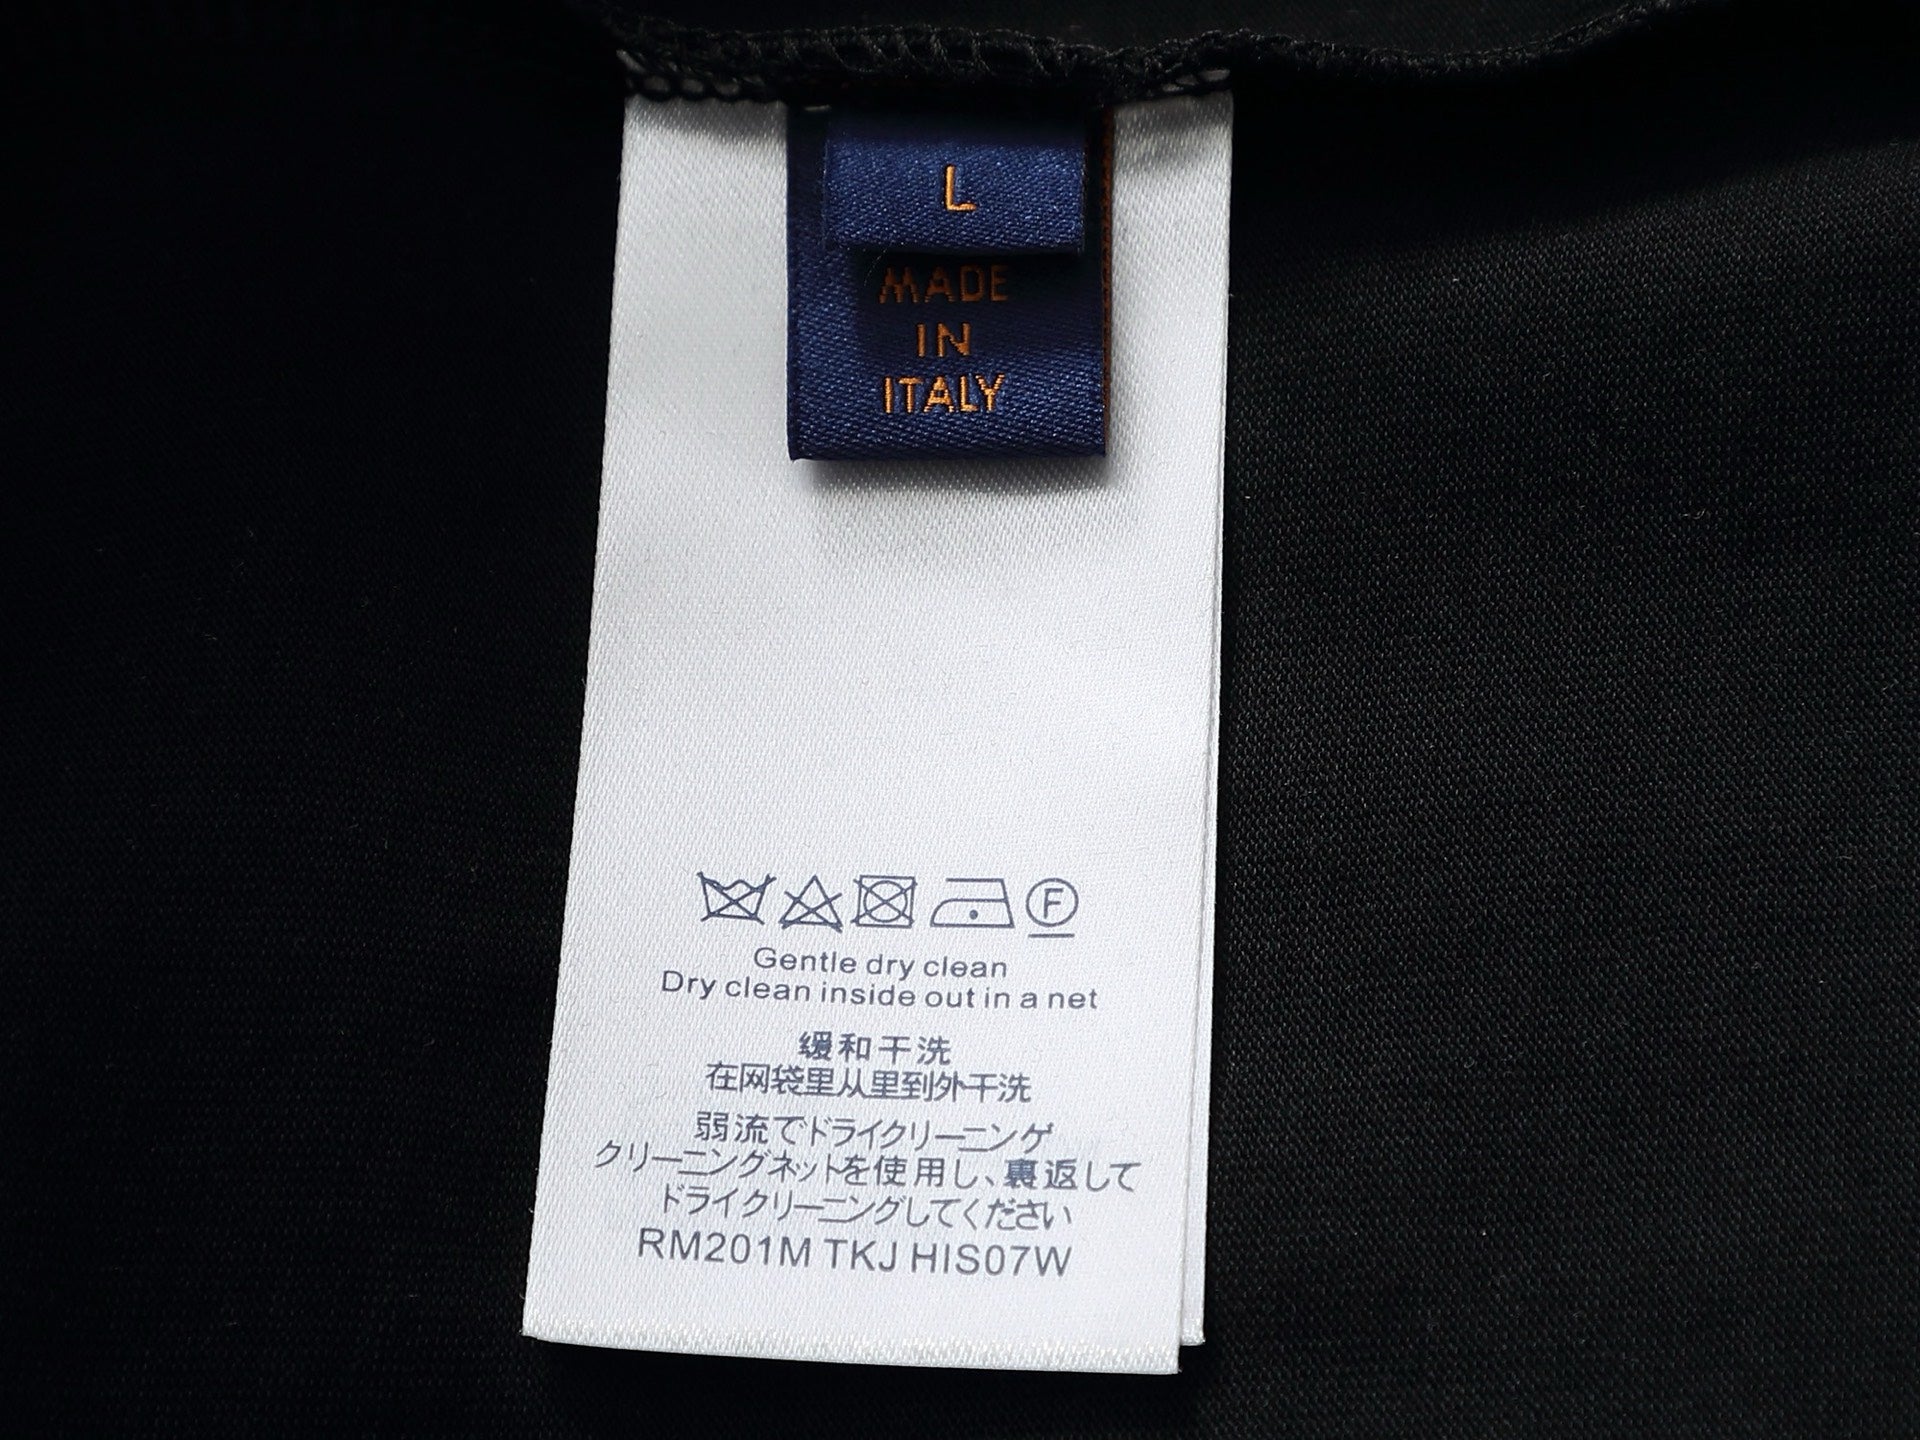 L
MADE
IN
ITALY
F
Gentle dry clean
Dry clean inside out in a net
缓和干洗
在网袋里从里到外干洗
弱流でドライクリーニンゲ
クリーニングネットを使用し、裏返して
ドライクリーニングしてください
RM201M TKJ HIS07W